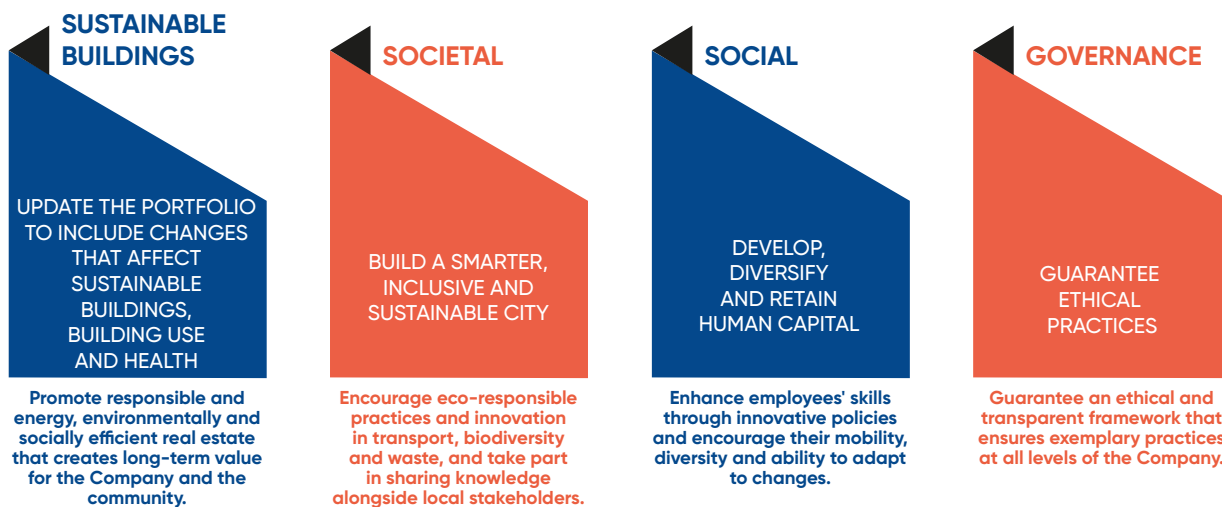 SUSTAINABLE
BUILDINGS
UPDATE THE PORTFOLIO
TO INCLUDE CHANGES
THAT AFFECT
SUSTAINABLE
BUILDINGS,
BUILDING USE
AND HEALTH
Promote responsible and
energy, environmentally and
socially efficient real estate
that creates long-term value
for the Company and the
community.
SOCIETAL
BUILD A SMARTER,
INCLUSIVE AND
SUSTAINABLE CITY
Encourage eco-responsible
practices and innovation
in transport, biodiversity
and waste, and take part
in sharing knowledge
alongside local stakeholders.
SOCIAL
DEVELOP,
DIVERSIFY
AND RETAIN
HUMAN CAPITAL
Enhance employees' skills
through innovative policies
and encourage their mobility,
diversity and ability to adapt
to changes.
GOVERNANCE
GUARANTEE
ETHICAL
PRACTICES
Guarantee an ethical and
transparent framework that
ensures exemplary practices
at all levels of the Company.